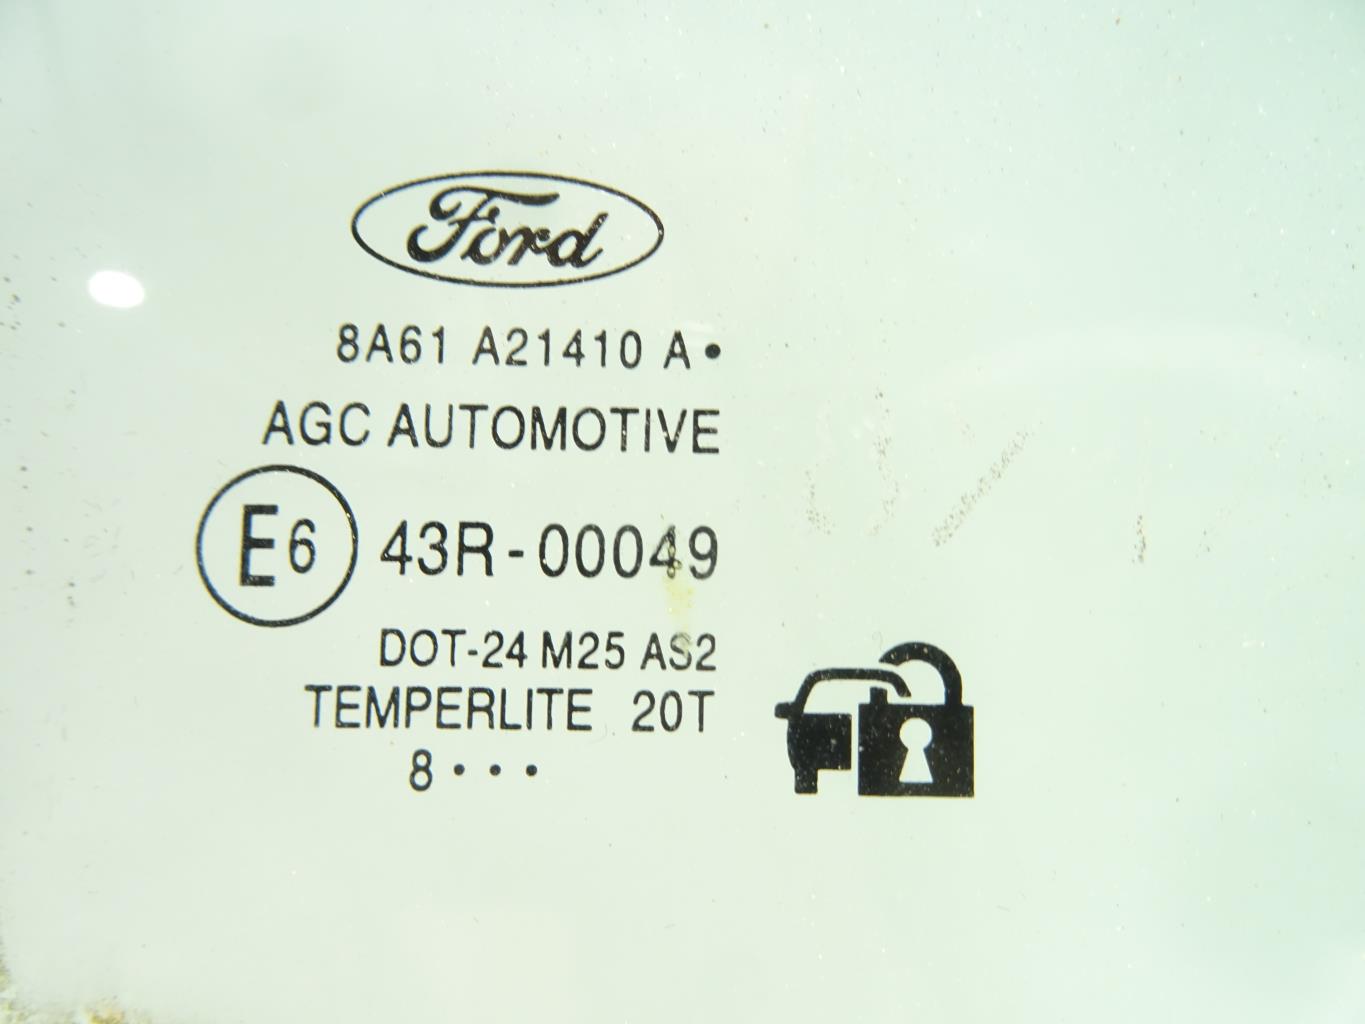 Ford
8A61 A21410 A •
AGC AUTOMOTIVE
E6 43R-00049
DOT-24 M25 AS2
TEMPERLITE 20T
8 • • •